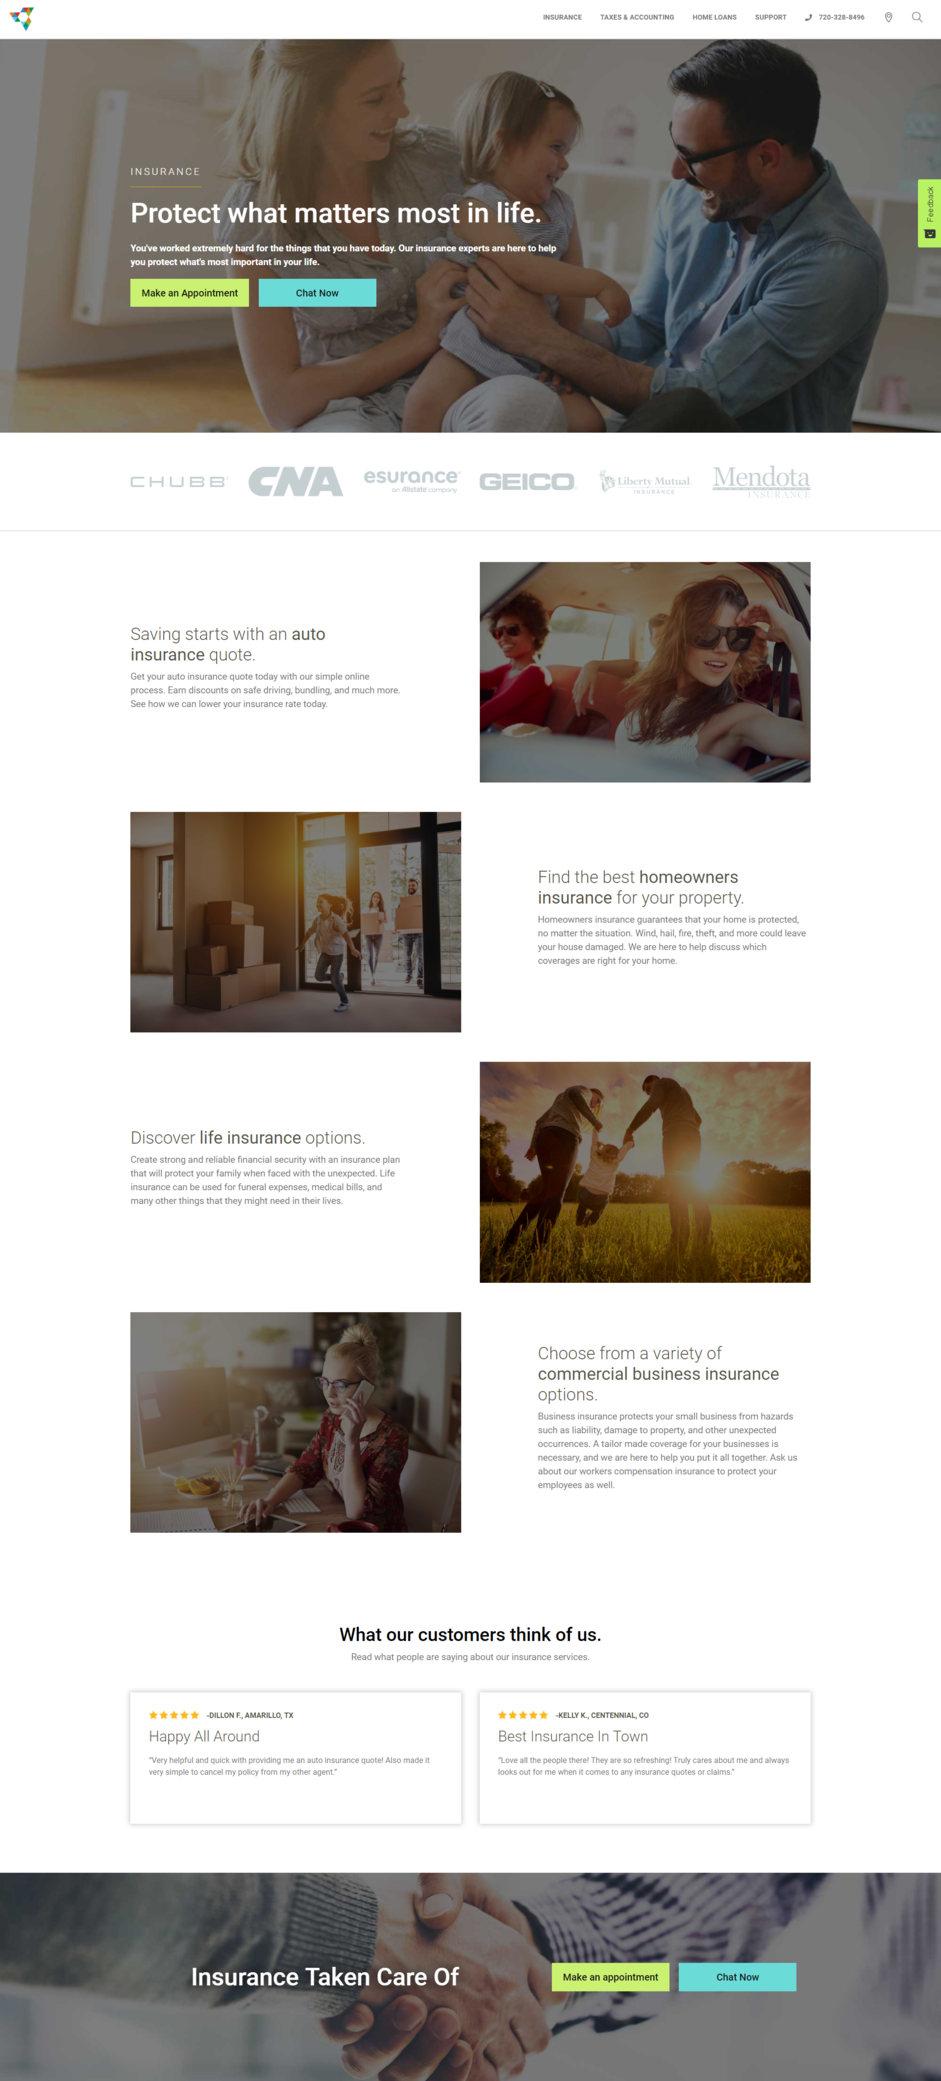 INSURANCE
TAXES & ACCOUNTING
HOME LOANS
SUPPORT
720-328-8496
INSURANCE
Protect what matters most in life.
You've worked extremely hard for the things that you have today. Our insurance experts are here to help
you protect what's most important in your life.
Make an Appointment
Chat Now
Feedback
CHUBB
CNA
esurance
an Allstate company
GEICO
Liberty Mutual.
INSURANCE
Mendota
INSURANCE
Saving starts with an auto
insurance quote.
Get your auto insurance quote today with our simple online
process. Earn discounts on safe driving, bundling, and much more.
See how we can lower your insurance rate today.
Find the best homeowners
insurance for your property.
Homeowners insurance guarantees that your home is protected,
no matter the situation. Wind, hail, fire, theft, and more could leave
your house damaged. We are here to help discuss which
coverages are right for your home.
Discover life insurance options.
Create strong and reliable financial security with an insurance plan
that will protect your family when faced with the unexpected. Life
insurance can be used for funeral expenses, medical bills, and
many other things that they might need in their lives.
Choose from a variety of
commercial business insurance
options.
Business insurance protects your small business from hazards
such as liability, damage to property, and other unexpected
occurrences. A tailor made coverage for your businesses is
necessary, and we are here to help you put it all together. Ask us
about our workers compensation insurance to protect your
employees as well.
What our customers think of us.
Read what people are saying about our insurance services.
-DILLON F., AMARILLO, TX
Happy All Around
"Very helpful and quick with providing me an auto insurance quote! Also made it
very simple to cancel my policy from my other agent."
-KELLY K., CENTENNIAL, CO
Best Insurance In Town
"Love all the people there! They are so refreshing! Truly cares about me and always
looks out for me when it comes to any insurance quotes or claims."
Insurance Taken Care Of
Make an appointment
Chat Now